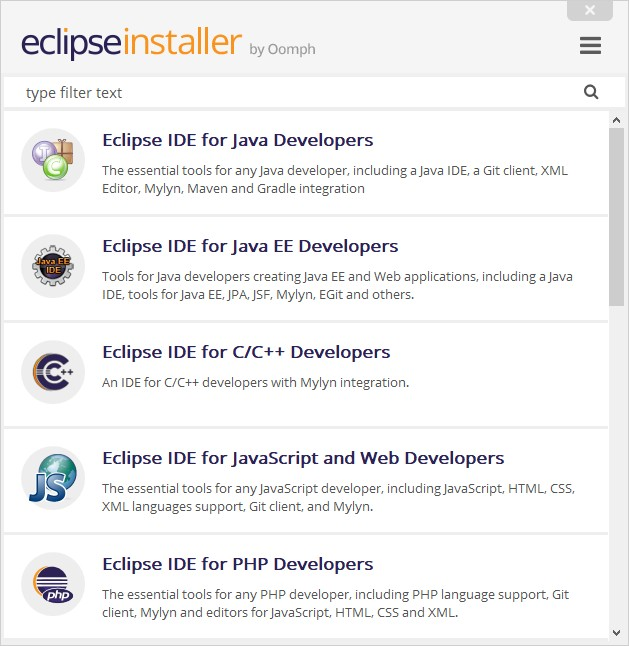 eclipseinstaller by Oomph
type filter text
Eclipse IDE for Java Developers
The essential tools for any Java developer, including a Java IDE, a Git client, XML
Editor, Mylyn, Maven and Gradle integration
Java EE
IDE
Eclipse IDE for Java EE Developers
Tools for Java developers creating Java EE and Web applications, including a Java
IDE, tools for Java EE, JPA, JSF, Mylyn, EGit and others.
C++
Eclipse IDE for C/C++ Developers
An IDE for C/C++ developers with Mylyn integration.
JS
Eclipse IDE for JavaScript and Web Developers
The essential tools for any JavaScript developer, including JavaScript, HTML, CSS,
XML languages support, Git client, and Mylyn.
php
Eclipse IDE for PHP Developers
The essential tools for any PHP developer, including PHP language support, Git
client, Mylyn and editors for JavaScript, HTML, CSS and XML.